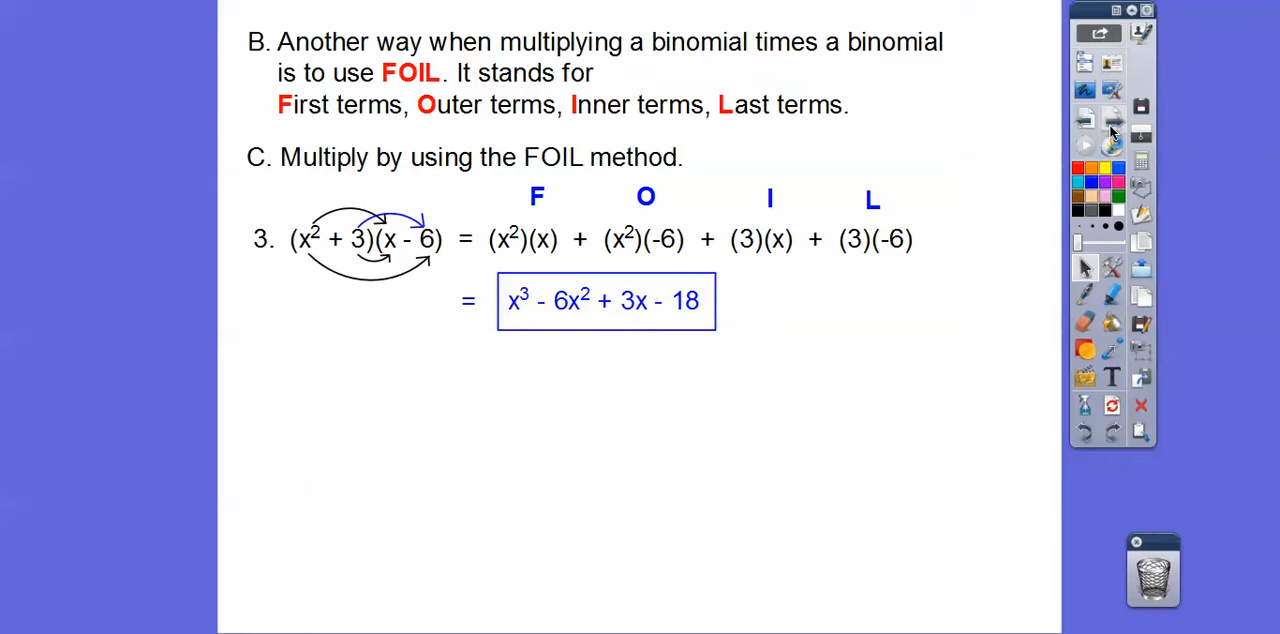 B. Another way when multiplying a binomial times a binomial
is to use FOIL. It stands for
First terms, Outer terms, Inner terms, Last terms.
C. Multiply by using the FOIL method.
F O I L
3. (x² + 3)(x - 6) = (x²)(x) + (x²)(-6) + (3)(x) + (3)(-6)
= x³ - 6x² + 3x - 18
T